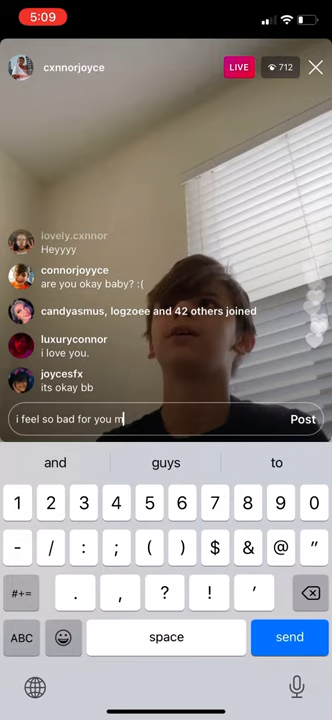 5:09
cxnnorjoyce
LIVE
712
lovely.cxnnor
Heyyyy
connorjoyyce
are you okay baby? :(
candyasmus, logzoee and 42 others joined
luxuryconnor
i love you.
joycesfx
its okay bb
i feel so bad for you m
Post
and guys to
1 2 3 4 5 6 7 8 9 0
- / : ; ( ) $ & @ "
#+= . , ? ! '
ABC space send